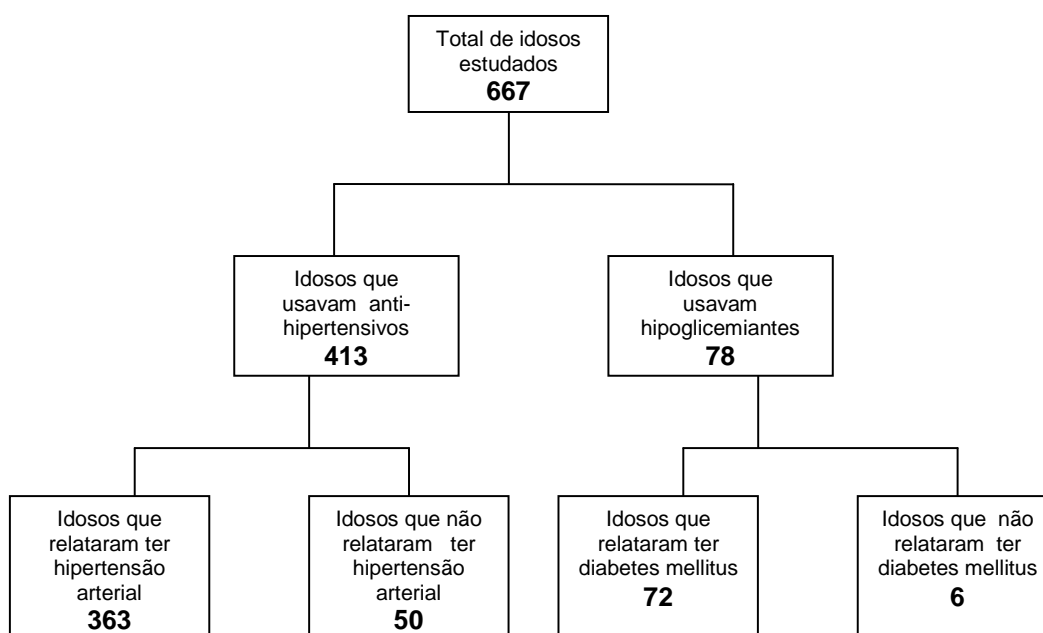 Total de idosos
estudados
667
Idosos que
usavam anti-
hipertensivos
413
Idosos que
usavam
hipoglicemiantes
78
Idosos que
relataram ter
hipertensão
arterial
363
Idosos que não
relataram ter
hipertensão
arterial
50
Idosos que
relataram ter
diabetes mellitus
72
Idosos que não
relataram ter
diabetes mellitus
6